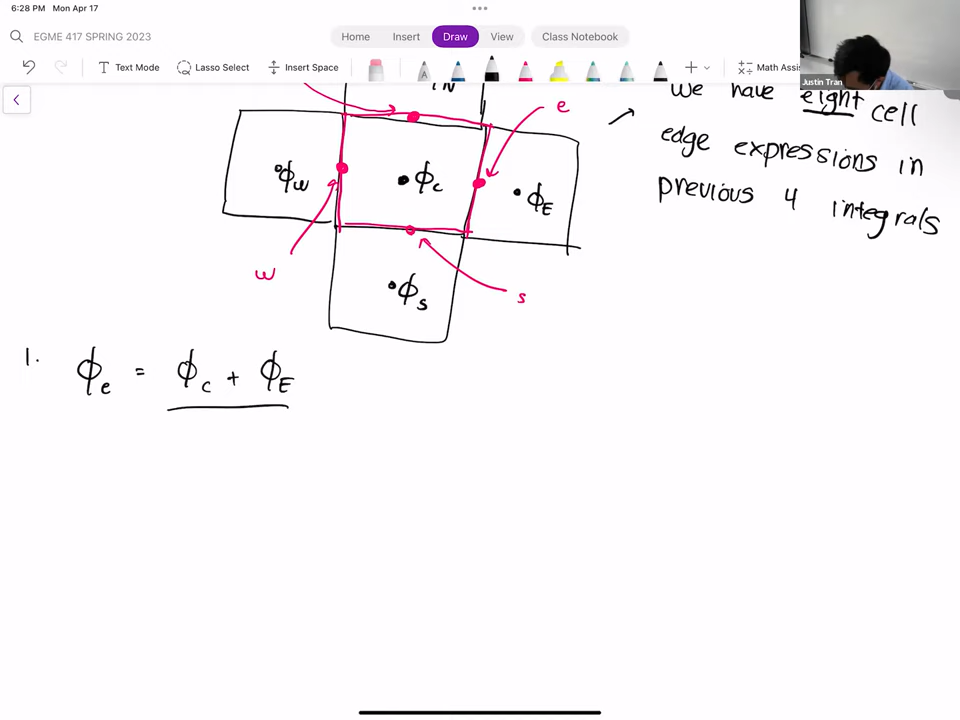 6:28 PM Mon Apr 17
EGME 417 SPRING 2023
Home Insert Draw View Class Notebook
Text Mode Lasso Select Insert Space Math Assis
Justin Tran
We have eight cell
edge expressions in
previous 4 integrals
N
e
ϕw ϕc ϕE
w
ϕs
s
1. ϕe = ϕc + ϕE